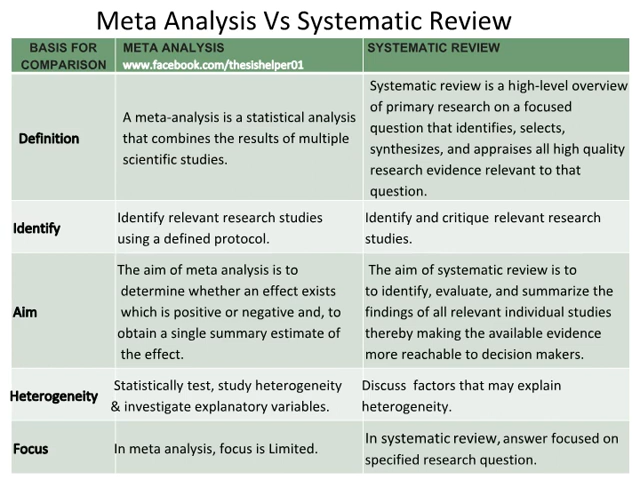 Meta Analysis Vs Systematic Review
BASIS FOR COMPARISON
META ANALYSIS
www.facebook.com/thesishelper01
SYSTEMATIC REVIEW
Definition
A meta-analysis is a statistical analysis
that combines the results of multiple
scientific studies.
Systematic review is a high-level overview
of primary research on a focused
question that identifies, selects,
synthesizes, and appraises all high quality
research evidence relevant to that
question.
Identify
Identify relevant research studies
using a defined protocol.
Identify and critique relevant research
studies.
Aim
The aim of meta analysis is to
determine whether an effect exists
which is positive or negative and, to
obtain a single summary estimate of
the effect.
The aim of systematic review is to
to identify, evaluate, and summarize the
findings of all relevant individual studies
thereby making the available evidence
more reachable to decision makers.
Heterogeneity
Statistically test, study heterogeneity
& investigate explanatory variables.
Discuss factors that may explain
heterogeneity.
Focus
In meta analysis, focus is Limited.
In systematic review, answer focused on
specified research question.